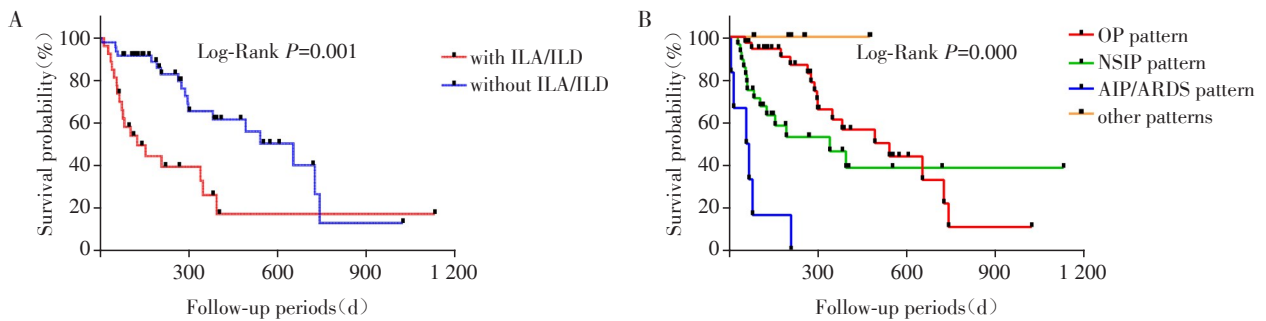 A
Survival probability(%)
100
80
60
40
20
0
Log-Rank P=0.001
with ILA/ILD
without ILA/ILD
300
600
900
1 200
Follow-up periods(d)
B
Survival probability(%)
100
80
60
40
20
0
Log-Rank P=0.000
OP pattern
NSIP pattern
AIP/ARDS pattern
other patterns
300
600
900
1 200
Follow-up periods(d)